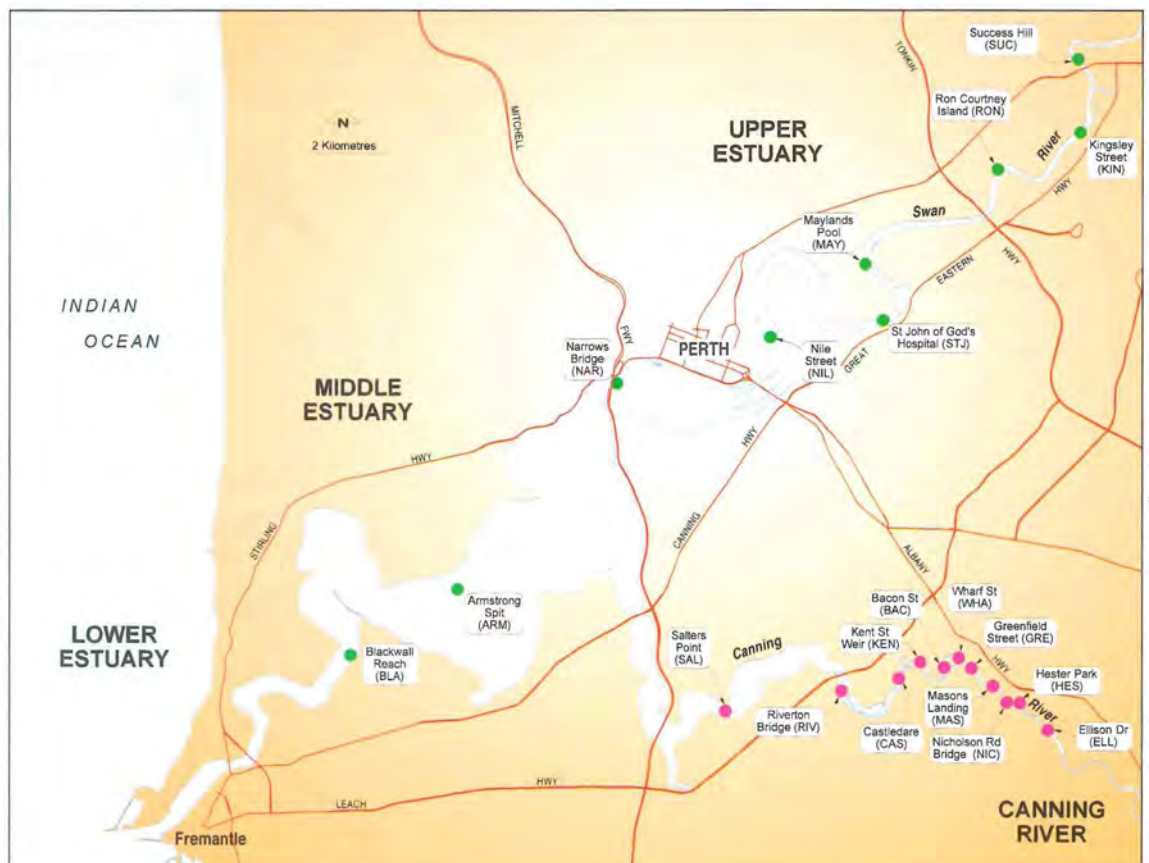 Success Hill
(SUC)
TONKIN
Ron Courtney
Island (RON)
MITCHELL
N
2 Kilometres
UPPER
ESTUARY
River
Kingsley
Street
(KIN)
HWY
Swan
Maylands
Pool
(MAY)
HWY
EASTERN
INDIAN
OCEAN
FWY
PERTH
St John of God's
Hospital (STJ)
Narrows
Bridge
(NAR)
Nile
Street
(NIL)
GREAT
MIDDLE
ESTUARY
HWY
HWY
STIRLING
CANNING
ALBANY
Armstrong
Spit
(ARM)
Bacon St
(BAC)
Wharf St
(WHA)
LOWER
ESTUARY
Blackwall
Reach
(BLA)
Salters
Point
(SAL)
Canning
Kent St
Weir (KEN)
Greenfield
Street (GRE)
HWY
Hester Park
(HES)
River
Riverton
Bridge (RIV)
Castledare
(CAS)
Masons
Landing
(MAS)
Nicholson Rd
Bridge (NIC)
Ellison Dr
(ELL)
HWY
LEACH
Fremantle
CANNING
RIVER